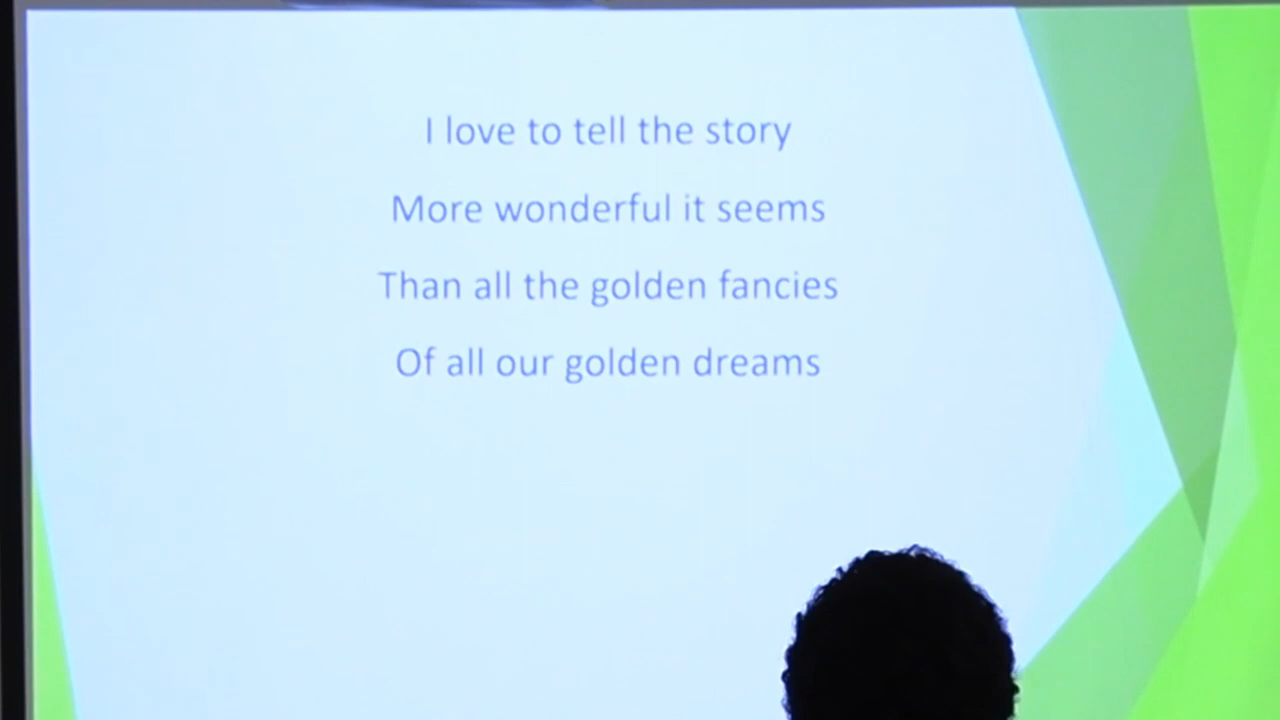 I love to tell the story
More wonderful it seems
Than all the golden fancies
Of all our golden dreams